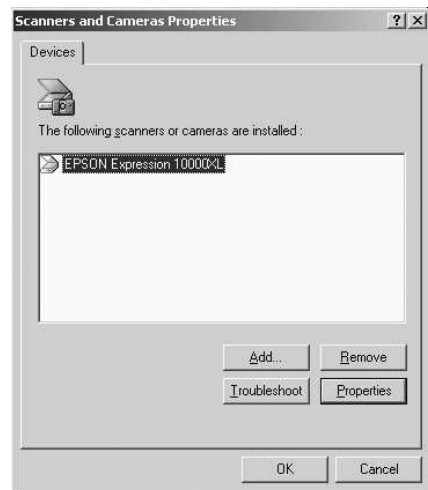 Scanners and Cameras Properties
Devices
The following scanners or cameras are installed :
EPSON Expression 10000XL
Add... Remove
Troubleshoot Properties
OK Cancel